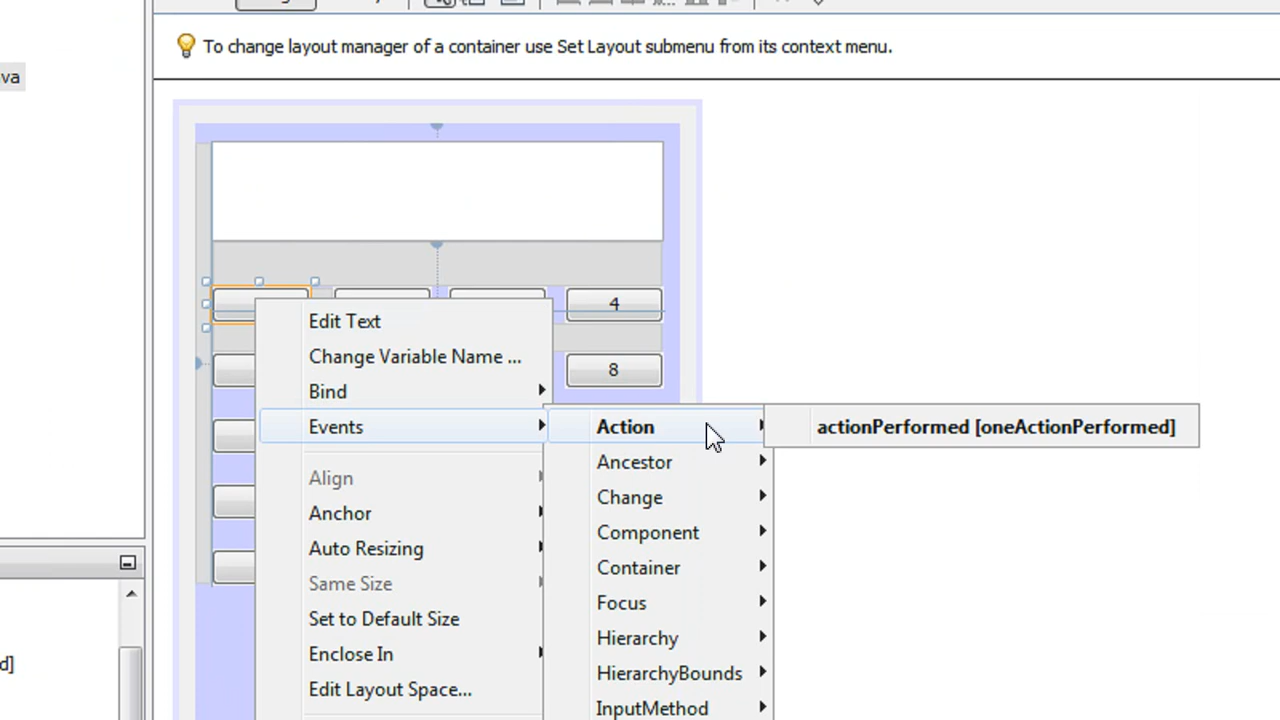 To change layout manager of a container use Set Layout submenu from its context menu.
va
4
8
Edit Text
Change Variable Name ...
Bind
Events
Align
Anchor
Auto Resizing
Same Size
Set to Default Size
Enclose In
Edit Layout Space...
Action
Ancestor
Change
Component
Container
Focus
Hierarchy
HierarchyBounds
InputMethod
actionPerformed [oneActionPerformed]
d]